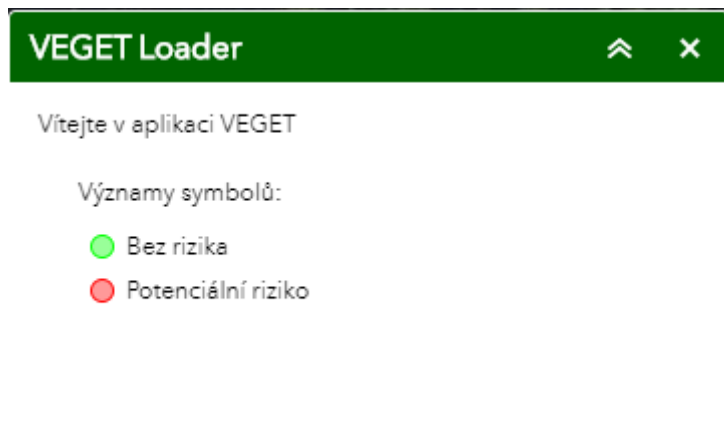 VEGET Loader
Vítejte v aplikaci VEGET
Významy symbolů:
Bez rizika
Potenciální riziko